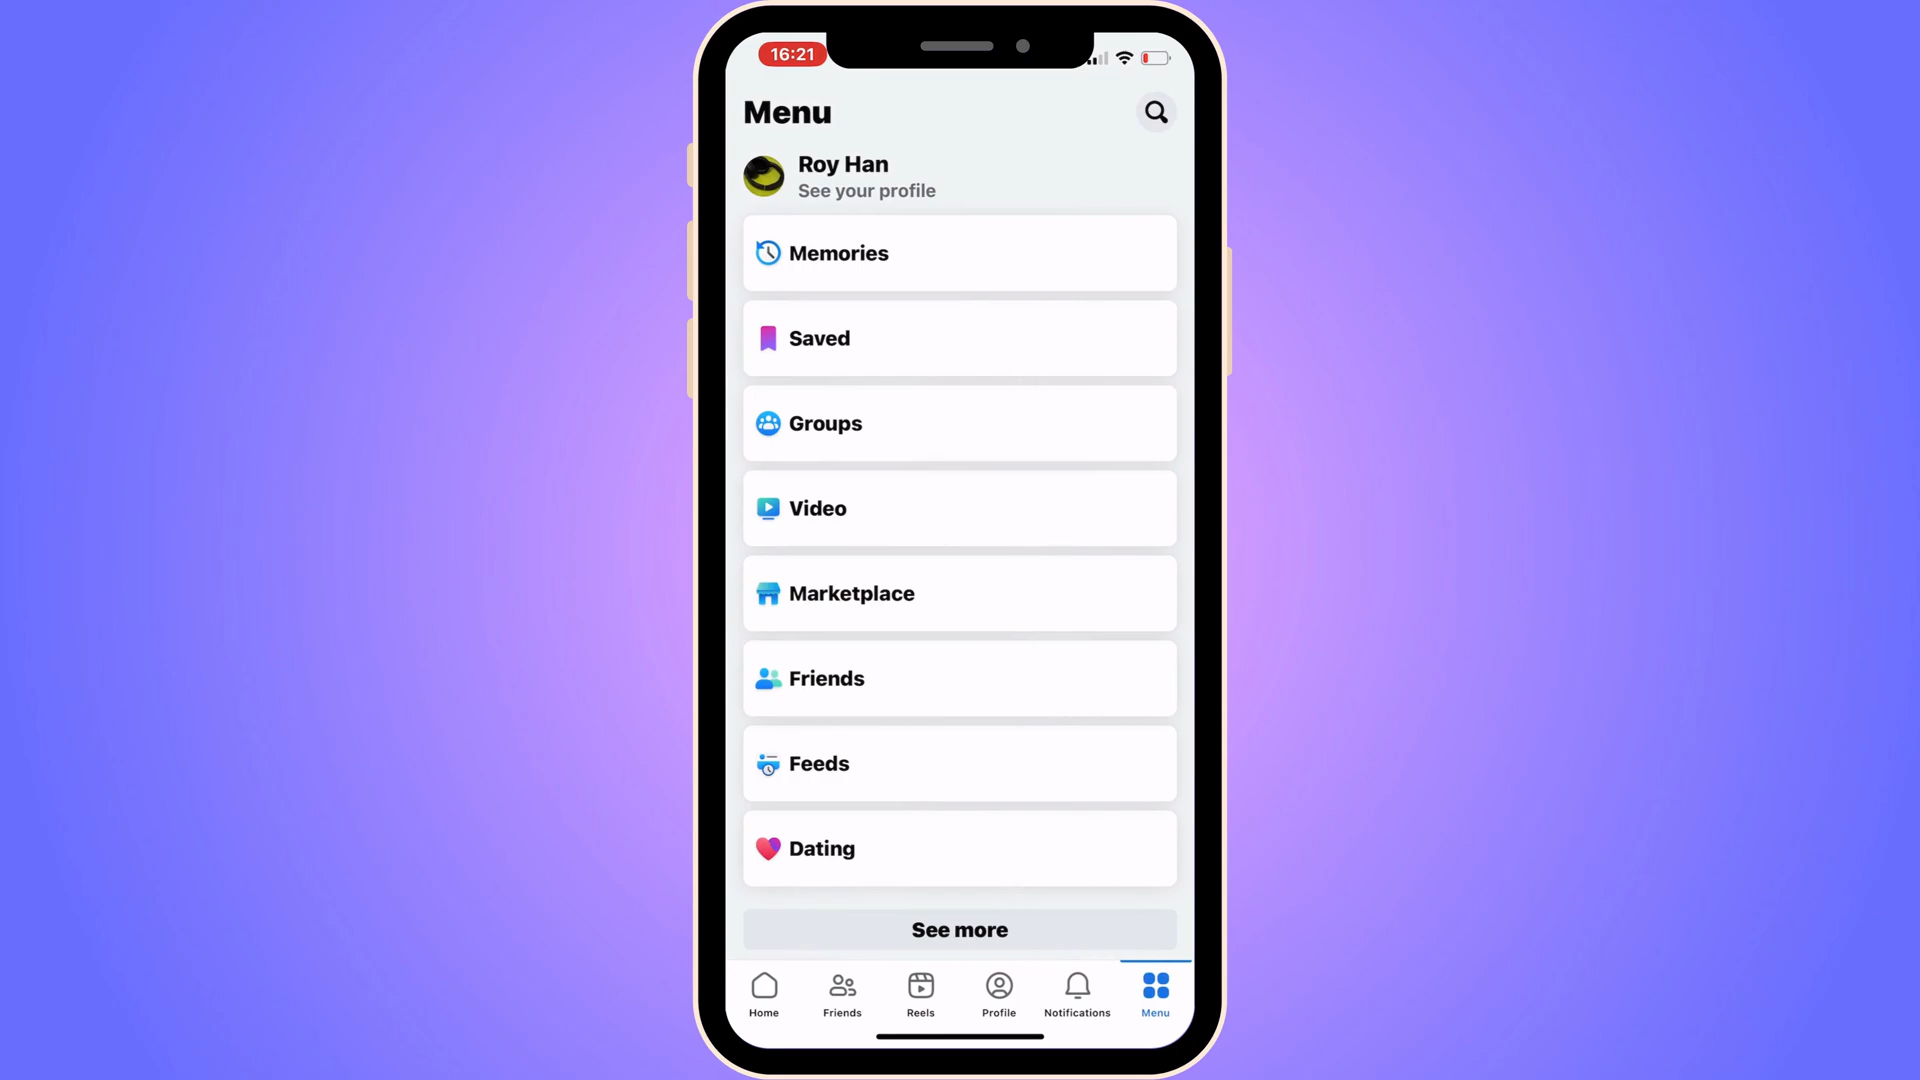 16:21
Menu
Roy Han
See your profile
Memories
Saved
Groups
Video
Marketplace
Friends
Feeds
Dating
See more
Home Friends Reels Profile Notifications Menu